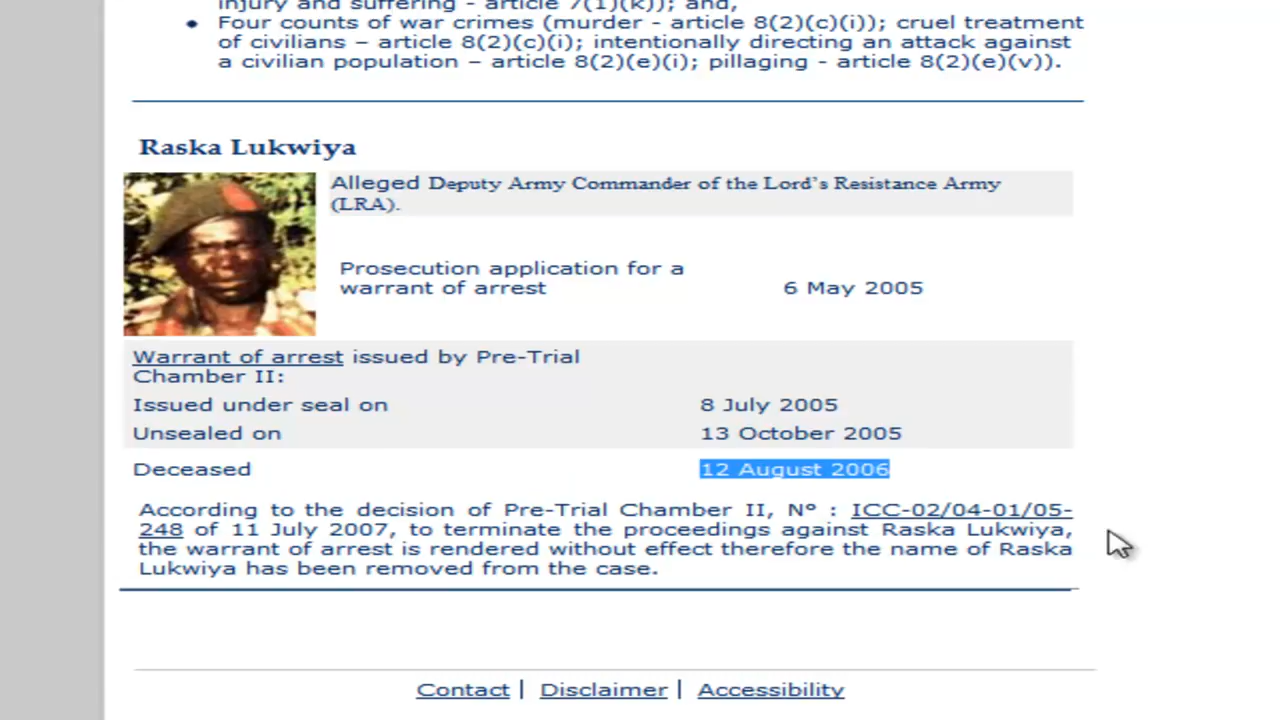 injury and suffering - article 7(1)(k)); and,
• Four counts of war crimes (murder - article 8(2)(c)(i)); cruel treatment
of civilians – article 8(2)(c)(i); intentionally directing an attack against
a civilian population – article 8(2)(e)(i); pillaging - article 8(2)(e)(v)).
Raska Lukwiya
Alleged Deputy Army Commander of the Lord's Resistance Army
(LRA).
Prosecution application for a
warrant of arrest 6 May 2005
Warrant of arrest issued by Pre-Trial
Chamber II:
Issued under seal on 8 July 2005
Unsealed on 13 October 2005
Deceased 12 August 2006
According to the decision of Pre-Trial Chamber II, N° : ICC-02/04-01/05-
248 of 11 July 2007, to terminate the proceedings against Raska Lukwiya,
the warrant of arrest is rendered without effect therefore the name of Raska
Lukwiya has been removed from the case.
Contact | Disclaimer | Accessibility